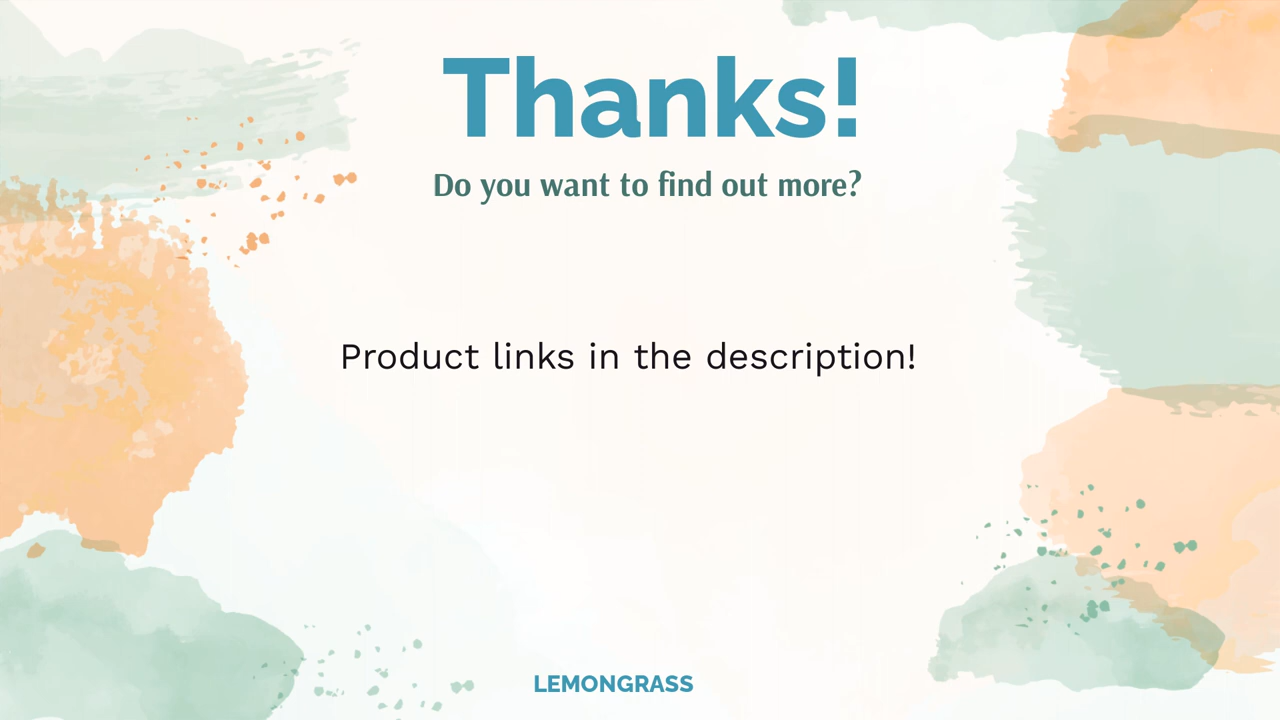 Thanks!
Do you want to find out more?
Product links in the description!
LEMONGRASS